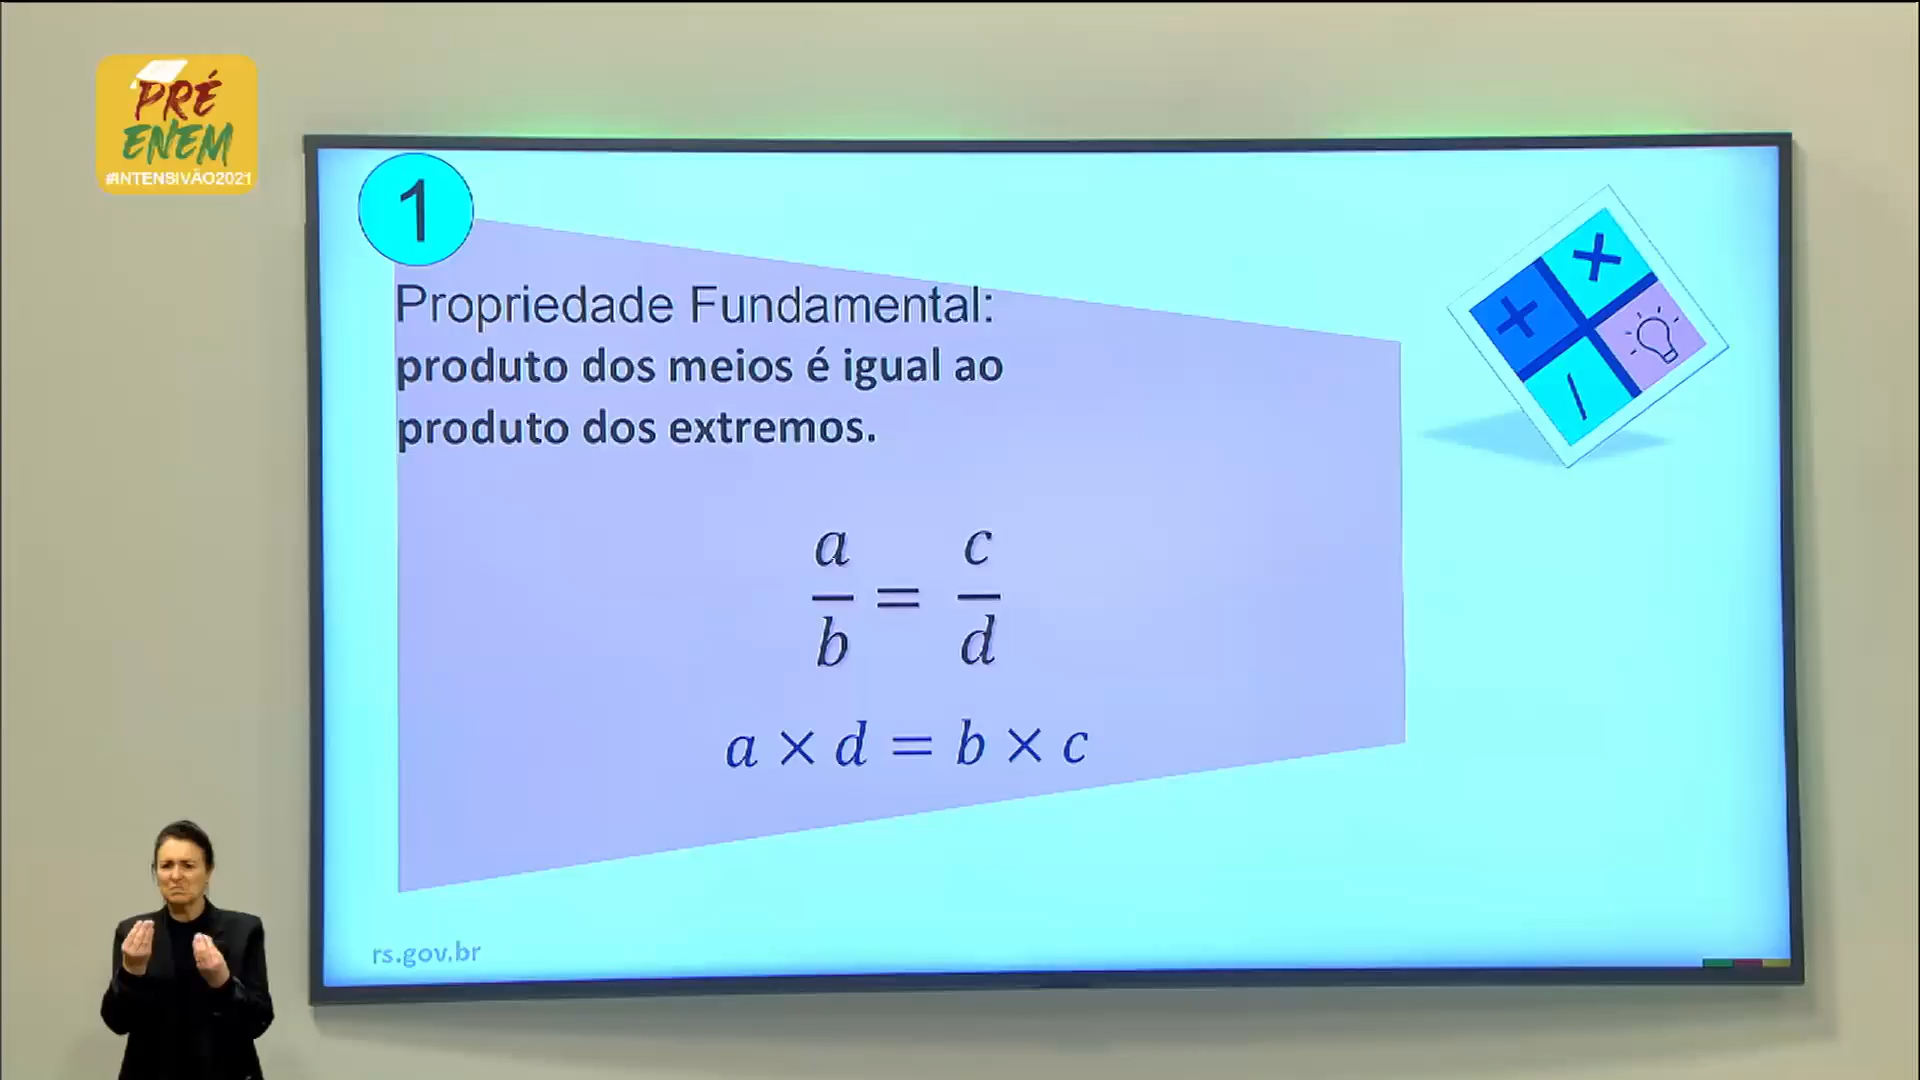 PRÉ
ENEM
#INTENSIVÃO2021
1
Propriedade Fundamental:
produto dos meios é igual ao
produto dos extremos.
a/b = c/d
a × d = b × c
rs.gov.br